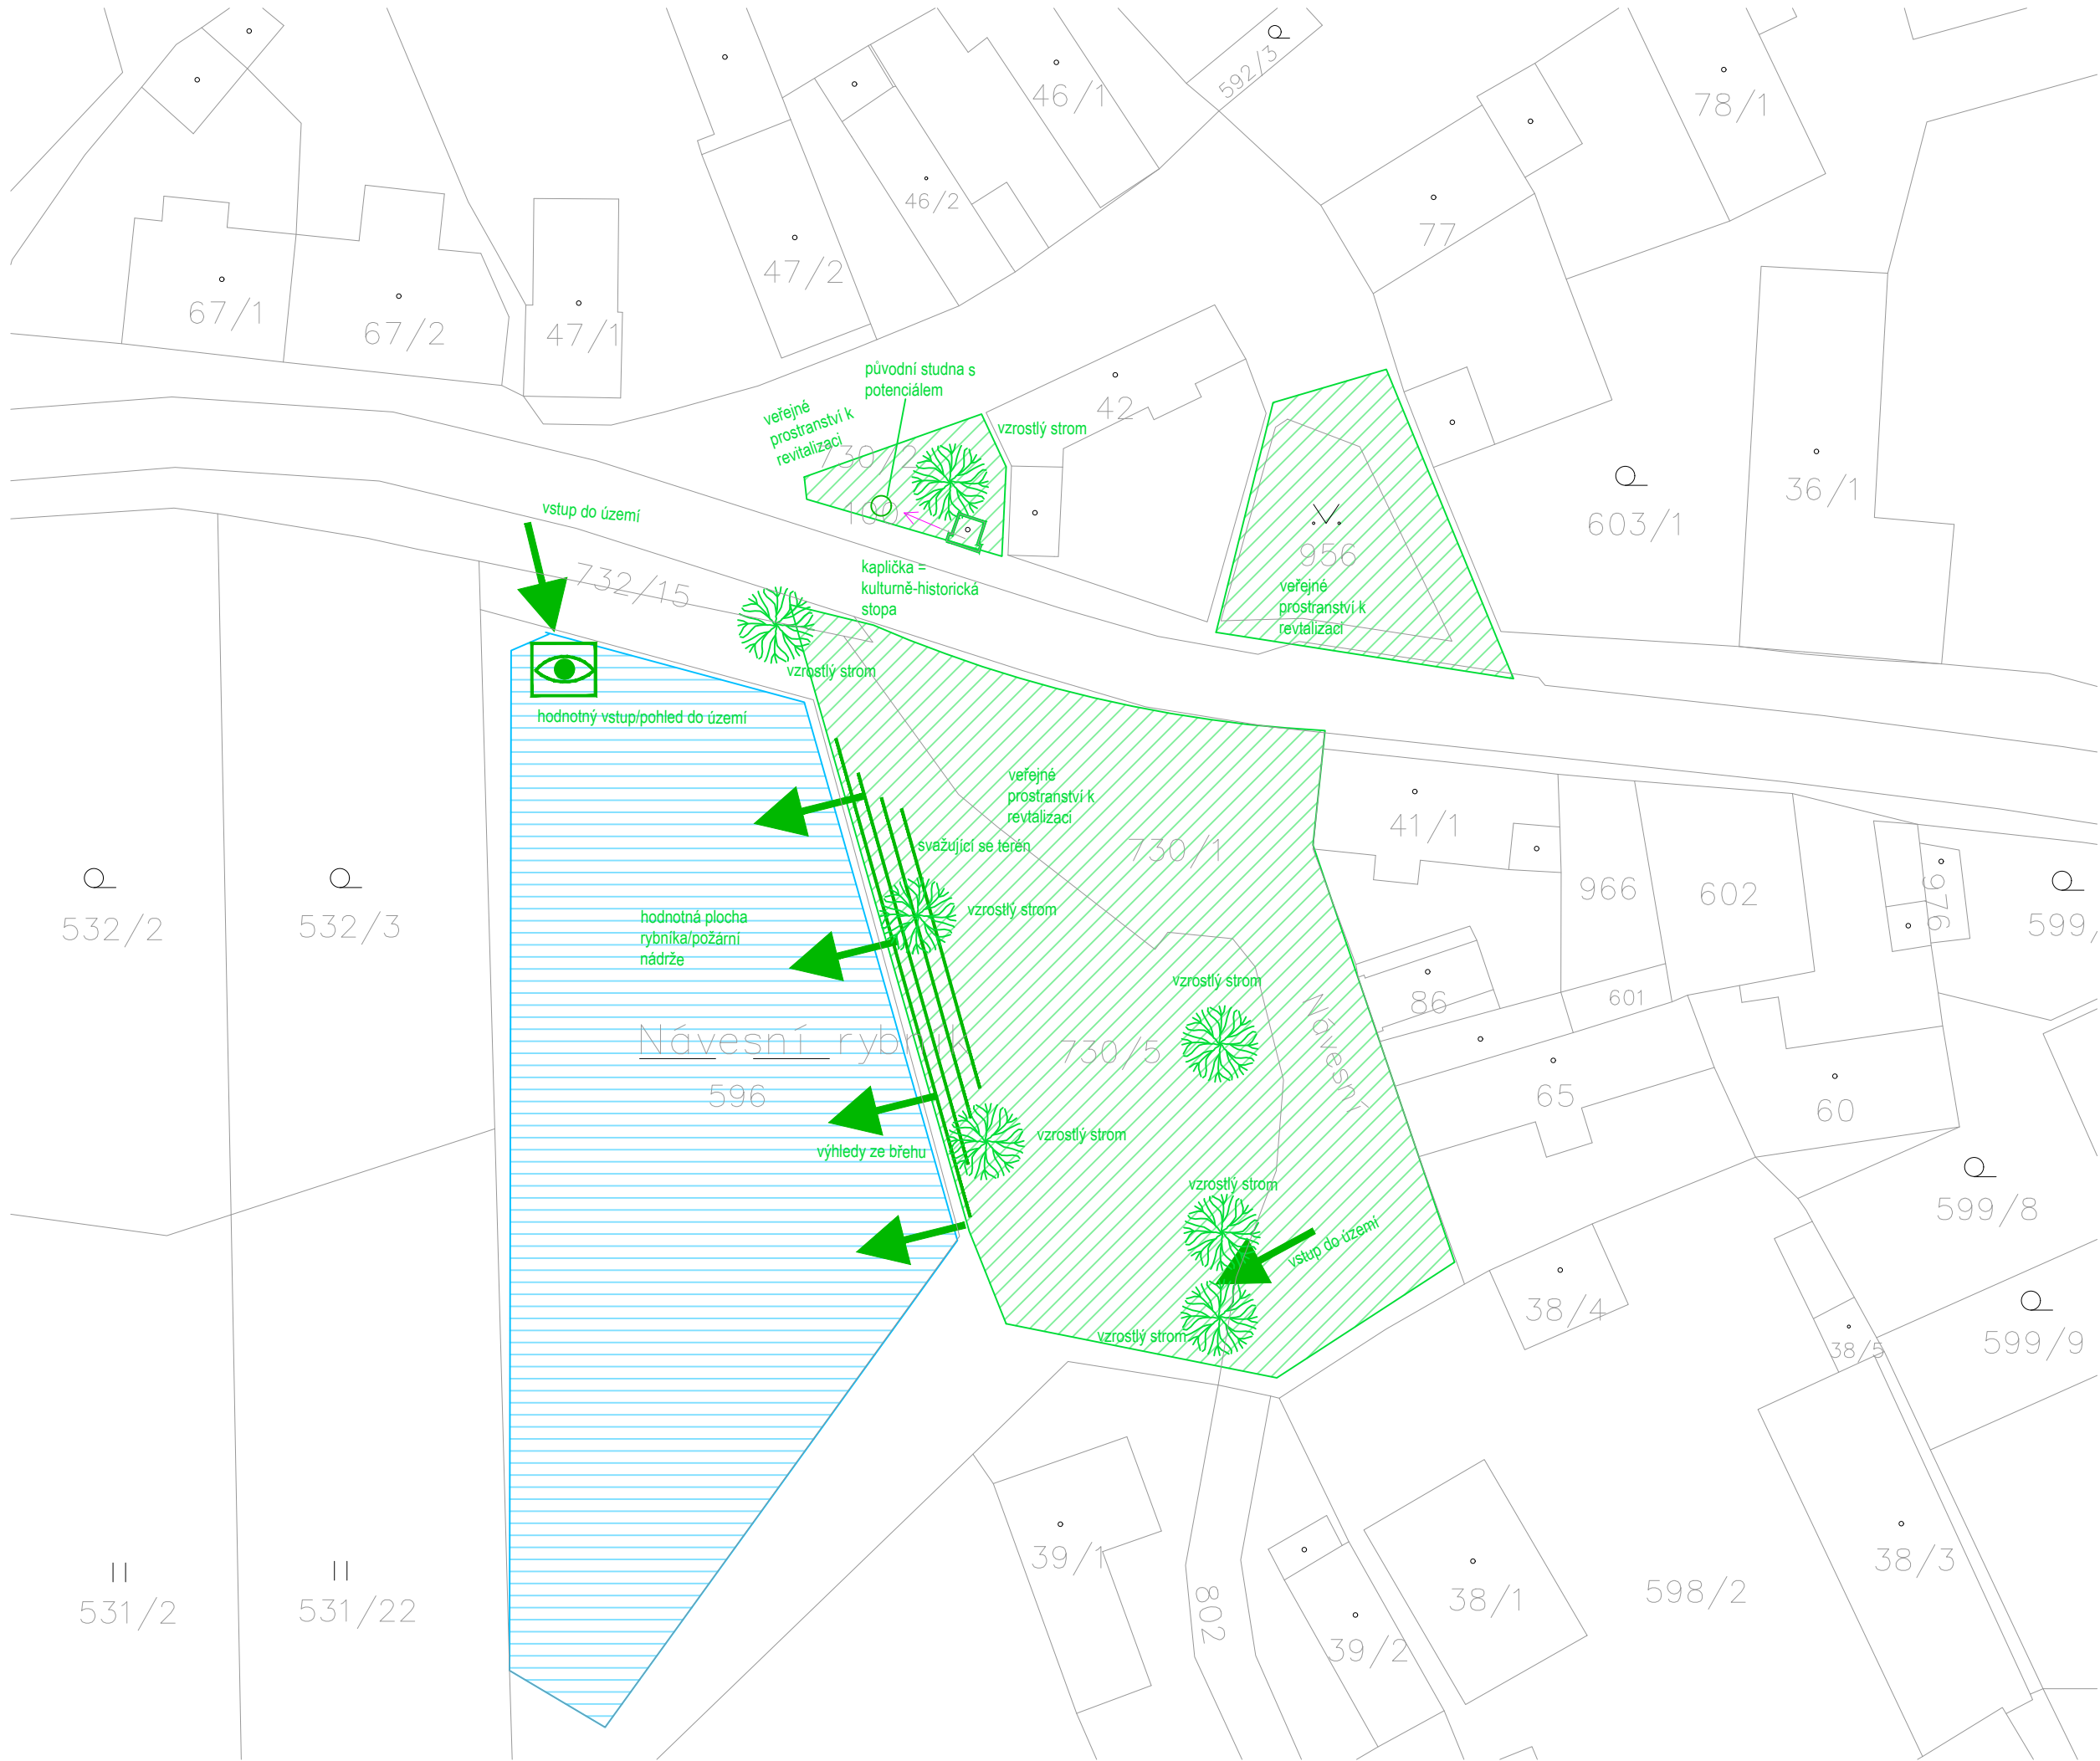 592/3
46/1
78/1
46/2
77
47/2
67/1
67/2
47/1
původní studna s
potenciálem
veřejné
prostranství k
revitalizaci
42
vzrostlý strom
730/2
100
36/1
603/1
956
vstup do území
732/15
kaplička =
kulturně-historická
stopa
veřejné
prostranství k
revtalizaci
vzrostlý strom
hodnotný vstup/pohled do území
veřejné
prostranství k
revtalizaci
svažující se terén
730/1
41/1
966
602
976
532/2
532/3
hodnotná plocha
rybníka/požární
nádrže
vzrostlý strom
599/
vzrostlý strom
86
601
Návesní rybník
730/5
Návesní
596
65
60
vzrostlý strom
výhledy ze břehu
vzrostlý strom
vstup do území
599/8
38/4
vzrostlý strom
38/5
599/9
39/1
38/3
531/2
531/22
802
38/1
598/2
39/2